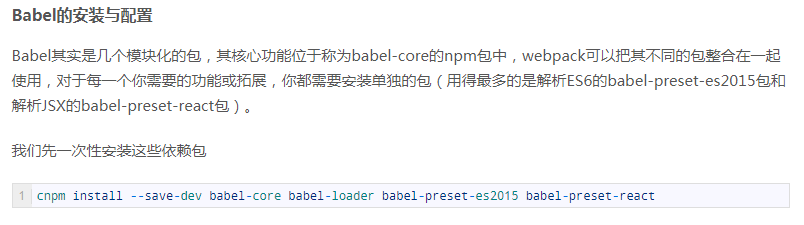 Babel的安装与配置
Babel其实是几个模块化的包，其核心功能位于称为babel-core的npm包中，webpack可以把其不同的包整合在一起
使用，对于每一个你需要的功能或拓展，你都需要安装单独的包（用得最多的是解析ES6的babel-preset-es2015包和
解析JSX的babel-preset-react包）。
我们先一次性安装这些依赖包
1 cnpm install --save-dev babel-core babel-loader babel-preset-es2015 babel-preset-react